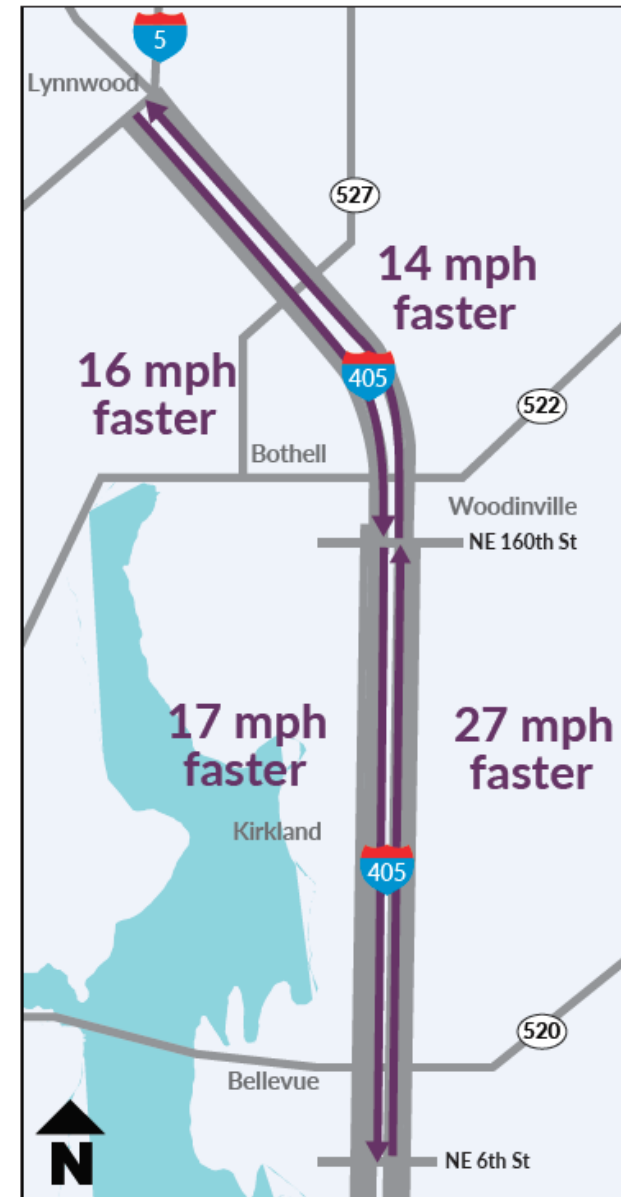 5
Lynnwood
527
14 mph
faster
16 mph
faster
405
522
Bothell
Woodinville
NE 160th St
17 mph
faster
27 mph
faster
Kirkland
405
520
Bellevue
N
NE 6th St